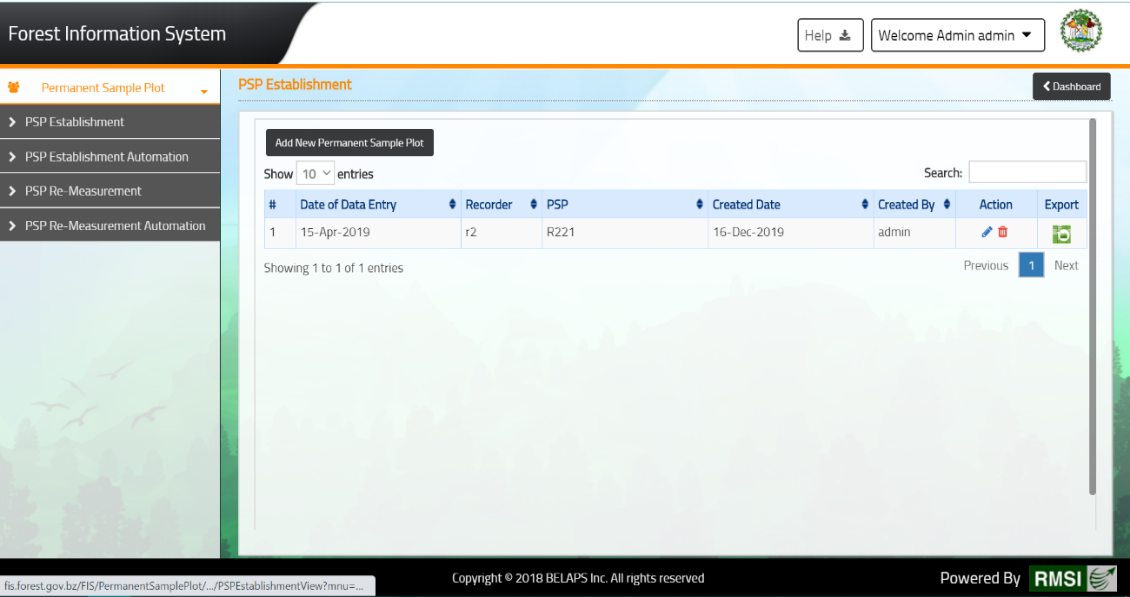 Forest Information System
Help
Welcome Admin admin
Permanent Sample Plot
PSP Establishment
Dashboard
PSP Establishment
PSP Establishment Automation
PSP Re-Measurement
PSP Re-Measurement Automation
Add New Permanent Sample Plot
Show 10 entries
Search:
# Date of Data Entry Recorder PSP Created Date Created By Action Export
1 15-Apr-2019 r2 R221 16-Dec-2019 admin
Showing 1 to 1 of 1 entries
Previous 1 Next
fis.forest.gov.bz/FIS/PermanentSamplePlot/.../PSPEstablishmentView?mnu=...
Copyright © 2018 BELAPS Inc. All rights reserved
Powered By RMSI